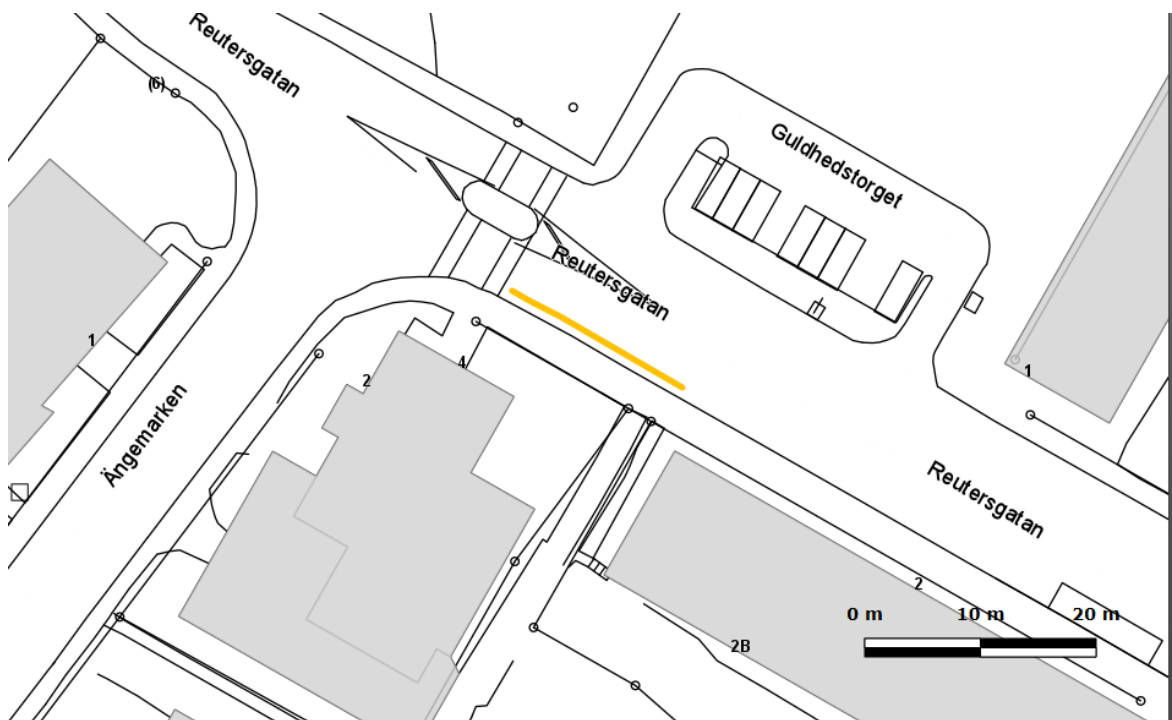 Reutersgatan
(6)
Guldhedstorget
Reutersgatan
1
4
2
1
Ängemarken
Reutersgatan
2
0 m 10 m 20 m
2B